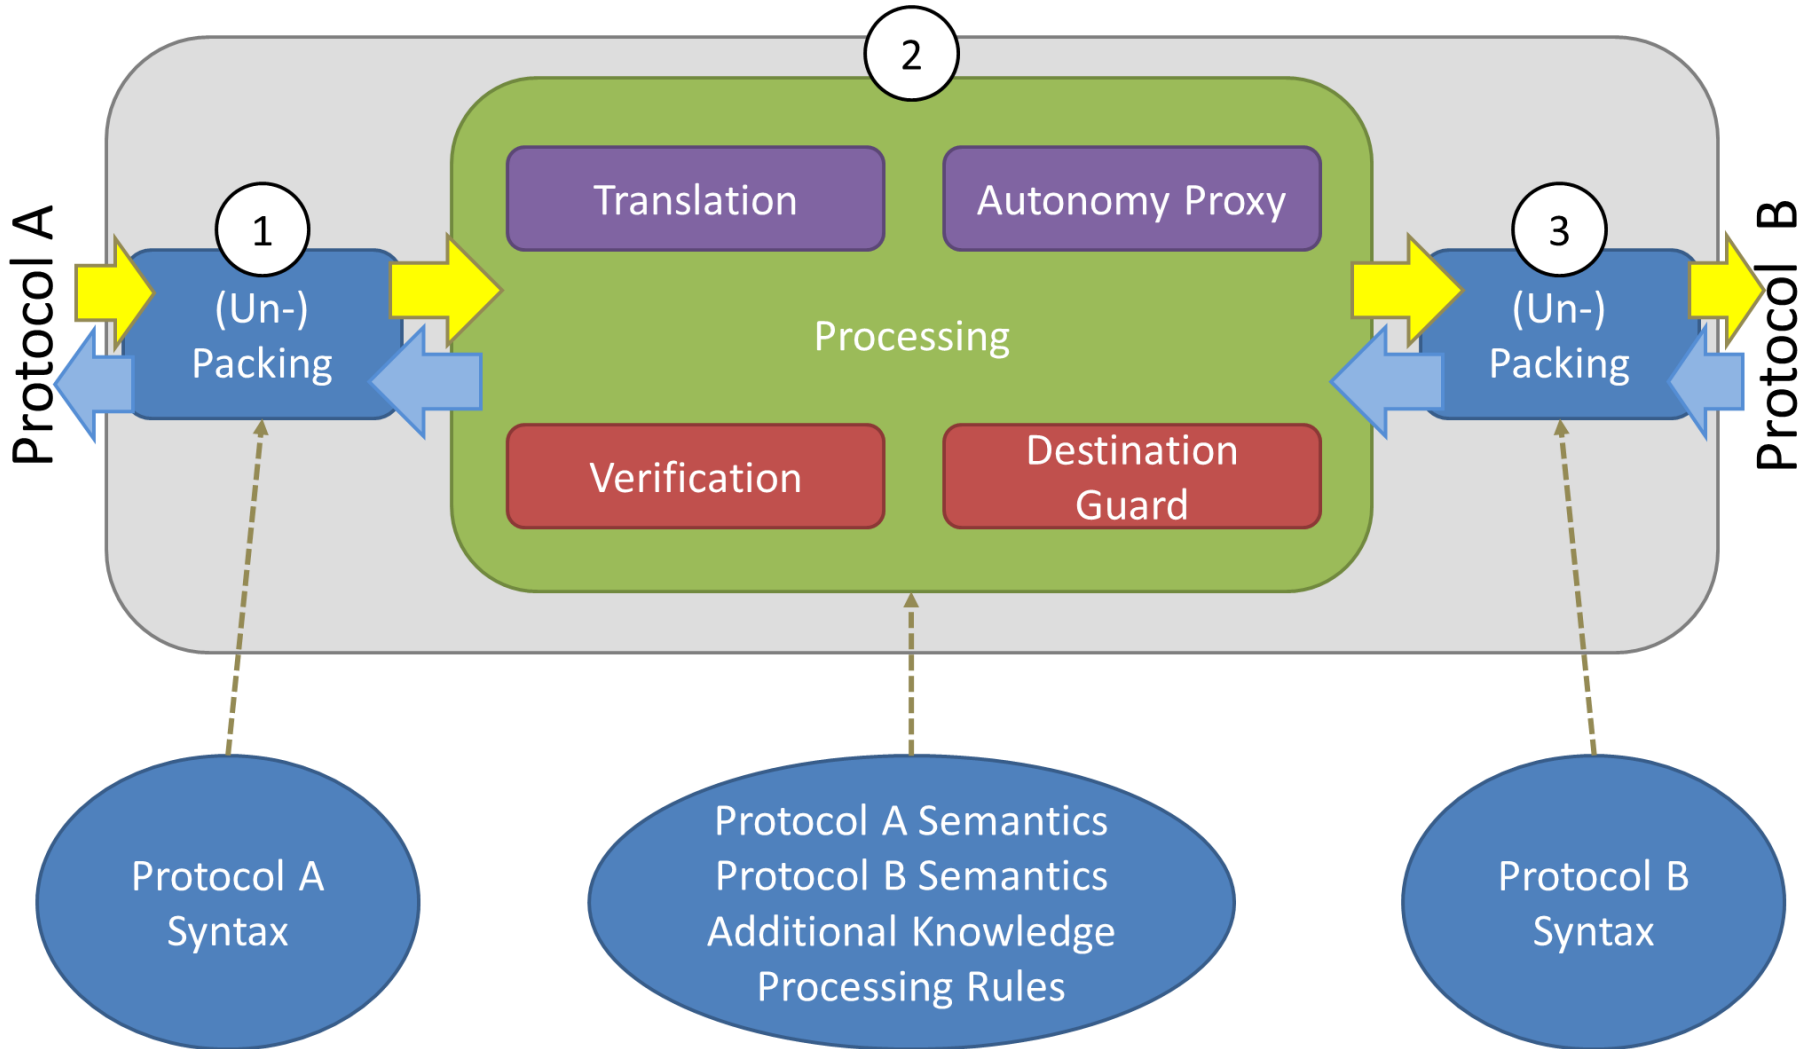 2
Translation
Autonomy Proxy
1
3
Protocol A
(Un-)
Packing
Processing
(Un-)
Packing
Protocol B
Verification
Destination
Guard
Protocol A
Syntax
Protocol A Semantics
Protocol B Semantics
Additional Knowledge
Processing Rules
Protocol B
Syntax